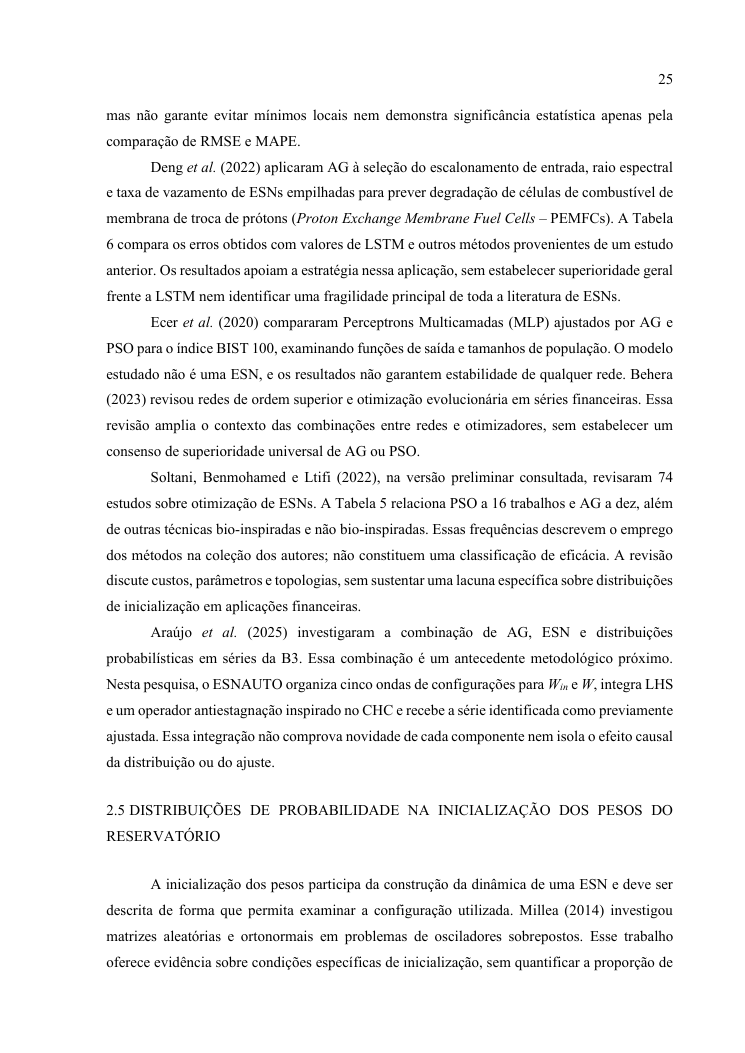 25
mas não garante evitar mínimos locais nem demonstra significância estatística apenas pela
comparação de RMSE e MAPE.
Deng et al. (2022) aplicaram AG à seleção do escalonamento de entrada, raio espectral
e taxa de vazamento de ESNs empilhadas para prever degradação de células de combustível de
membrana de troca de prótons (Proton Exchange Membrane Fuel Cells – PEMFCs). A Tabela
6 compara os erros obtidos com valores de LSTM e outros métodos provenientes de um estudo
anterior. Os resultados apoiam a estratégia nessa aplicação, sem estabelecer superioridade geral
frente a LSTM nem identificar uma fragilidade principal de toda a literatura de ESNs.
Ecer et al. (2020) compararam Perceptrons Multicamadas (MLP) ajustados por AG e
PSO para o índice BIST 100, examinando funções de saída e tamanhos de população. O modelo
estudado não é uma ESN, e os resultados não garantem estabilidade de qualquer rede. Behera
(2023) revisou redes de ordem superior e otimização evolucionária em séries financeiras. Essa
revisão amplia o contexto das combinações entre redes e otimizadores, sem estabelecer um
consenso de superioridade universal de AG ou PSO.
Soltani, Benmohamed e Ltifi (2022), na versão preliminar consultada, revisaram 74
estudos sobre otimização de ESNs. A Tabela 5 relaciona PSO a 16 trabalhos e AG a dez, além
de outras técnicas bio-inspiradas e não bio-inspiradas. Essas frequências descrevem o emprego
dos métodos na coleção dos autores; não constituem uma classificação de eficácia. A revisão
discute custos, parâmetros e topologias, sem sustentar uma lacuna específica sobre distribuições
de inicialização em aplicações financeiras.
Araújo et al. (2025) investigaram a combinação de AG, ESN e distribuições
probabilísticas em séries da B3. Essa combinação é um antecedente metodológico próximo.
Nesta pesquisa, o ESNAUTO organiza cinco ondas de configurações para Win e W, integra LHS
e um operador antiestagnação inspirado no CHC e recebe a série identificada como previamente
ajustada. Essa integração não comprova novidade de cada componente nem isola o efeito causal
da distribuição ou do ajuste.
2.5 DISTRIBUIÇÕES DE PROBABILIDADE NA INICIALIZAÇÃO DOS PESOS DO
RESERVATÓRIO
A inicialização dos pesos participa da construção da dinâmica de uma ESN e deve ser
descrita de forma que permita examinar a configuração utilizada. Millea (2014) investigou
matrizes aleatórias e ortonormais em problemas de osciladores sobrepostos. Esse trabalho
oferece evidência sobre condições específicas de inicialização, sem quantificar a proporção de